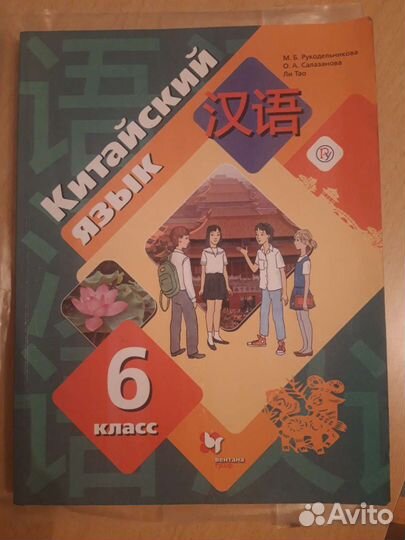 М. Б. Рукодельникова
О. А. Салазанова
Ли Тао
Китайский
язык
汉语
6
класс
вентана
граф
Avito